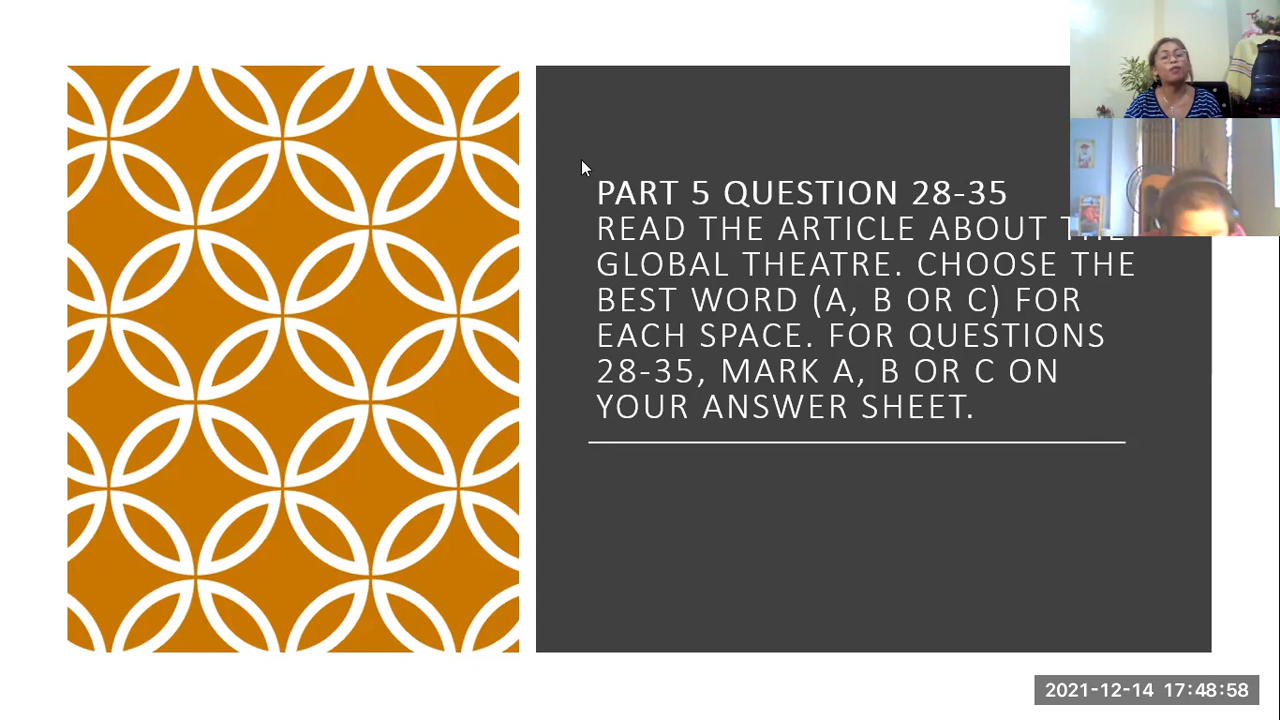 PART 5 QUESTION 28-35
READ THE ARTICLE ABOUT THE
GLOBAL THEATRE. CHOOSE THE
BEST WORD (A, B OR C) FOR
EACH SPACE. FOR QUESTIONS
28-35, MARK A, B OR C ON
YOUR ANSWER SHEET.
2021-12-14 17:48:58